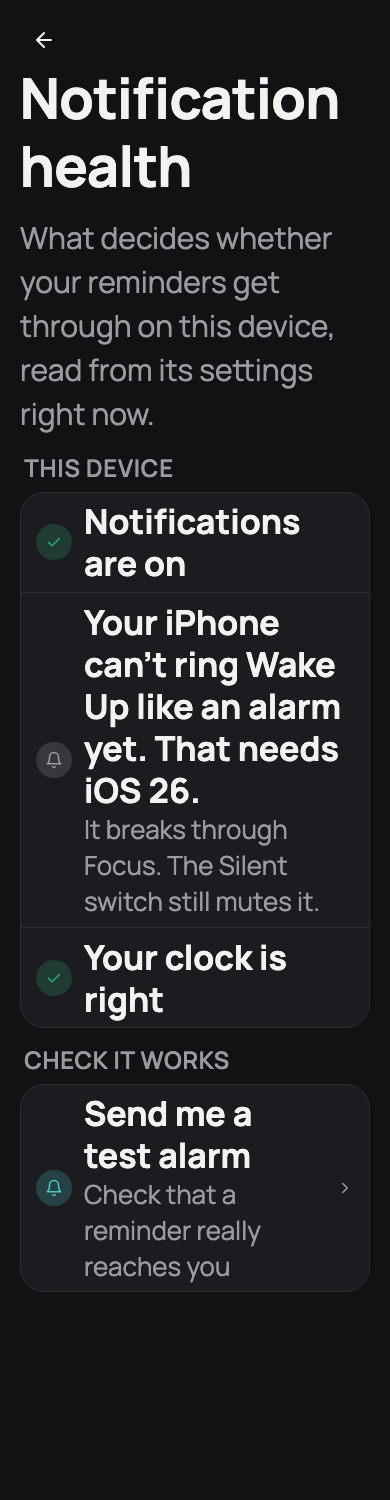 Notification
health
What decides whether
your reminders get
through on this device,
read from its settings
right now.
THIS DEVICE
Notifications
are on
Your iPhone
can’t ring Wake
Up like an alarm
yet. That needs
iOS 26.
It breaks through
Focus. The Silent
switch still mutes it.
Your clock is
right
CHECK IT WORKS
Send me a
test alarm
Check that a
reminder really
reaches you